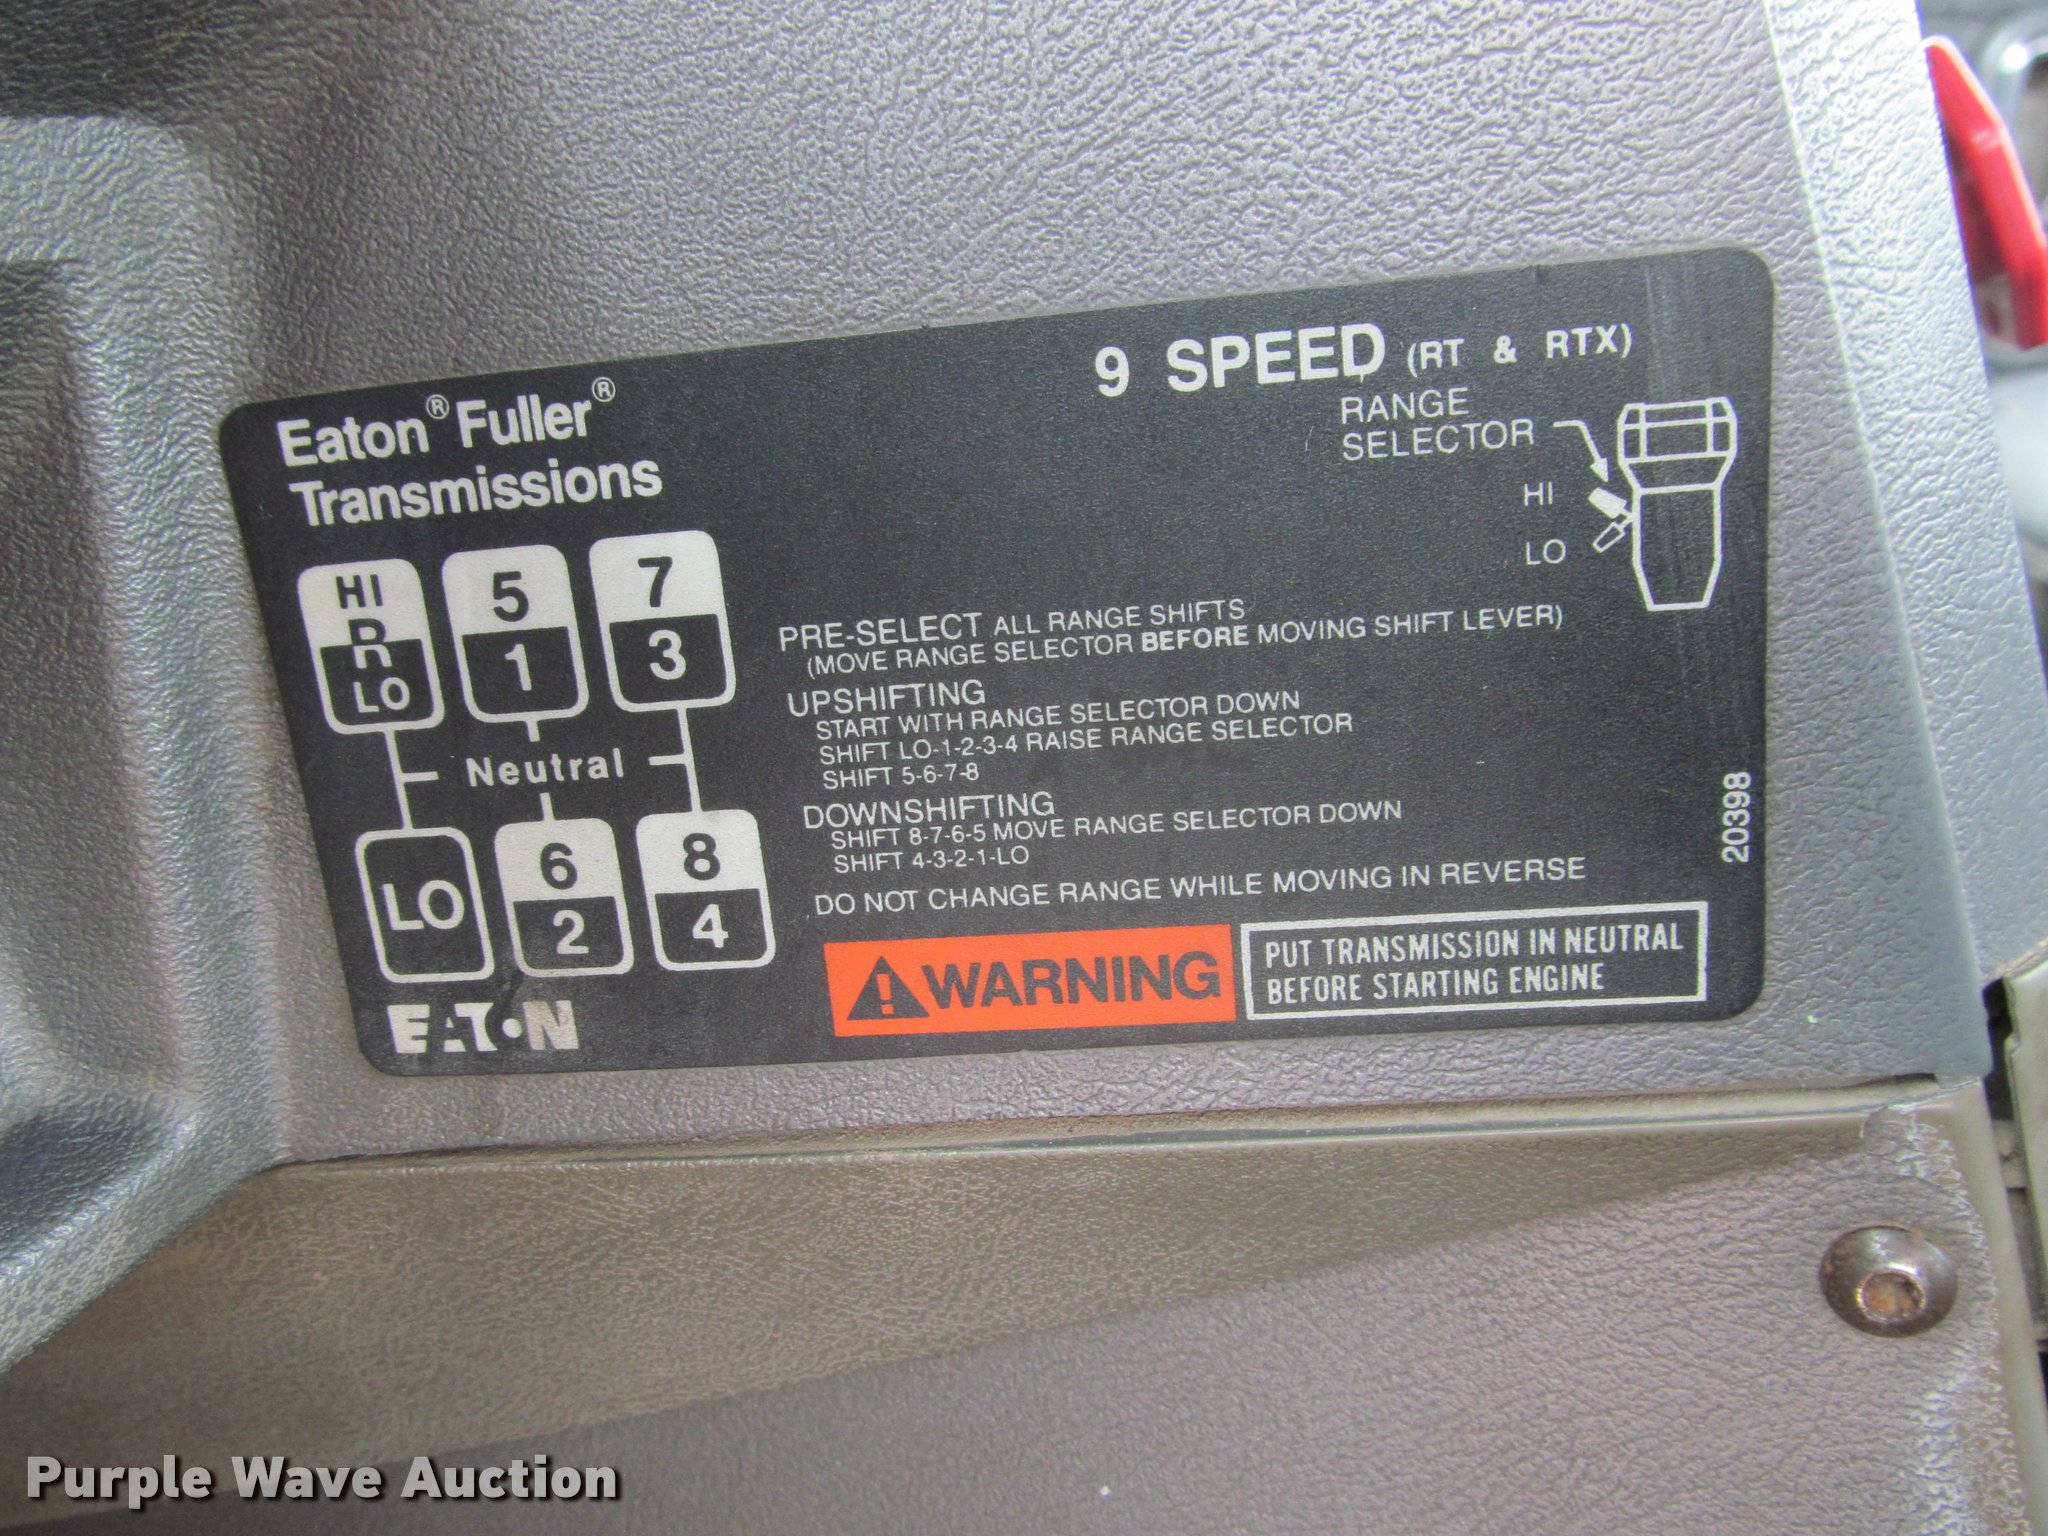 Eaton® Fuller®
Transmissions
9 SPEED (RT & RTX)
RANGE
SELECTOR
HI
LO
HI
R
LO
5
1
7
3
Neutral
LO
6
2
8
4
EATON
PRE-SELECT ALL RANGE SHIFTS
(MOVE RANGE SELECTOR BEFORE MOVING SHIFT LEVER)
UPSHIFTING
START WITH RANGE SELECTOR DOWN
SHIFT LO-1-2-3-4 RAISE RANGE SELECTOR
SHIFT 5-6-7-8
DOWNSHIFTING
SHIFT 8-7-6-5 MOVE RANGE SELECTOR DOWN
SHIFT 4-3-2-1-LO
DO NOT CHANGE RANGE WHILE MOVING IN REVERSE
WARNING
PUT TRANSMISSION IN NEUTRAL
BEFORE STARTING ENGINE
20398
Purple Wave Auction